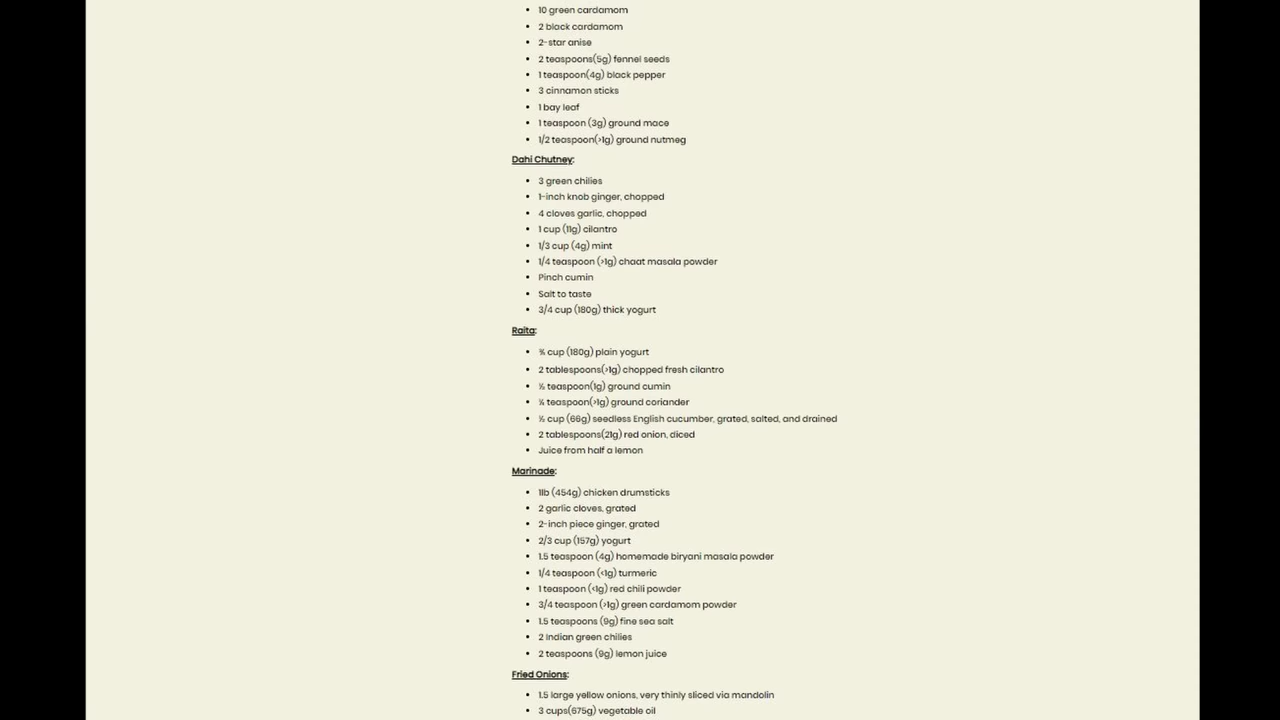 • 10 green cardamom
• 2 black cardamom
• 2-star anise
• 2 teaspoons(5g) fennel seeds
• 1 teaspoon(4g) black pepper
• 3 cinnamon sticks
• 1 bay leaf
• 1 teaspoon (3g) ground mace
• 1/2 teaspoon(>1g) ground nutmeg
Dahi Chutney:
• 3 green chilies
• 1-inch knob ginger, chopped
• 4 cloves garlic, chopped
• 1 cup (11g) cilantro
• 1/3 cup (4g) mint
• 1/4 teaspoon (>1g) chaat masala powder
• Pinch cumin
• Salt to taste
• 3/4 cup (180g) thick yogurt
Raita:
• ¾ cup (180g) plain yogurt
• 2 tablespoons(>1g) chopped fresh cilantro
• ½ teaspoon(1g) ground cumin
• ¼ teaspoon(>1g) ground coriander
• ½ cup (66g) seedless English cucumber, grated, salted, and drained
• 2 tablespoons(21g) red onion, diced
• Juice from half a lemon
Marinade:
• 1lb (454g) chicken drumsticks
• 2 garlic cloves, grated
• 2-inch piece ginger, grated
• 2/3 cup (157g) yogurt
• 1.5 teaspoon (4g) homemade biryani masala powder
• 1/4 teaspoon (<1g) turmeric
• 1 teaspoon (<1g) red chili powder
• 3/4 teaspoon (>1g) green cardamom powder
• 1.5 teaspoons (9g) fine sea salt
• 2 Indian green chilies
• 2 teaspoons (9g) lemon juice
Fried Onions:
• 1.5 large yellow onions, very thinly sliced via mandolin
• 3 cups(675g) vegetable oil